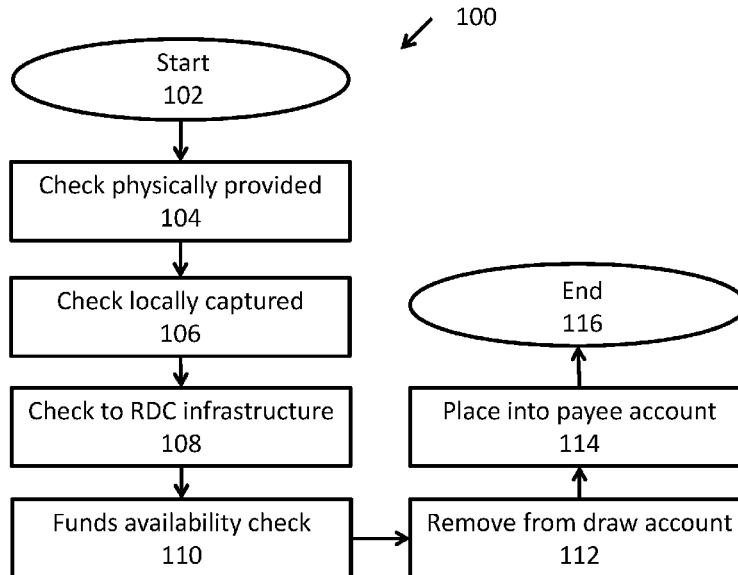 100
Start
102
Check physically provided
104
Check locally captured
106
Check to RDC infrastructure
108
Funds availability check
110
Remove from draw account
112
Place into payee account
114
End
116